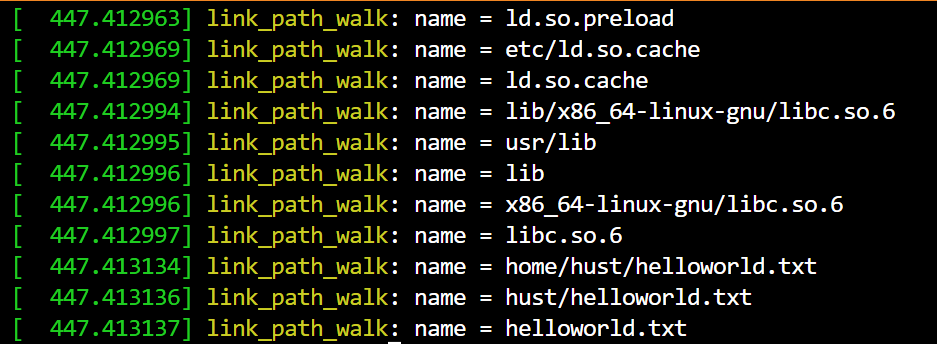 [  447.412963] link_path_walk: name = ld.so.preload
[  447.412969] link_path_walk: name = etc/ld.so.cache
[  447.412969] link_path_walk: name = ld.so.cache
[  447.412994] link_path_walk: name = lib/x86_64-linux-gnu/libc.so.6
[  447.412995] link_path_walk: name = usr/lib
[  447.412996] link_path_walk: name = lib
[  447.412996] link_path_walk: name = x86_64-linux-gnu/libc.so.6
[  447.412997] link_path_walk: name = libc.so.6
[  447.413134] link_path_walk: name = home/hust/helloworld.txt
[  447.413136] link_path_walk: name = hust/helloworld.txt
[  447.413137] link_path_walk: name = helloworld.txt